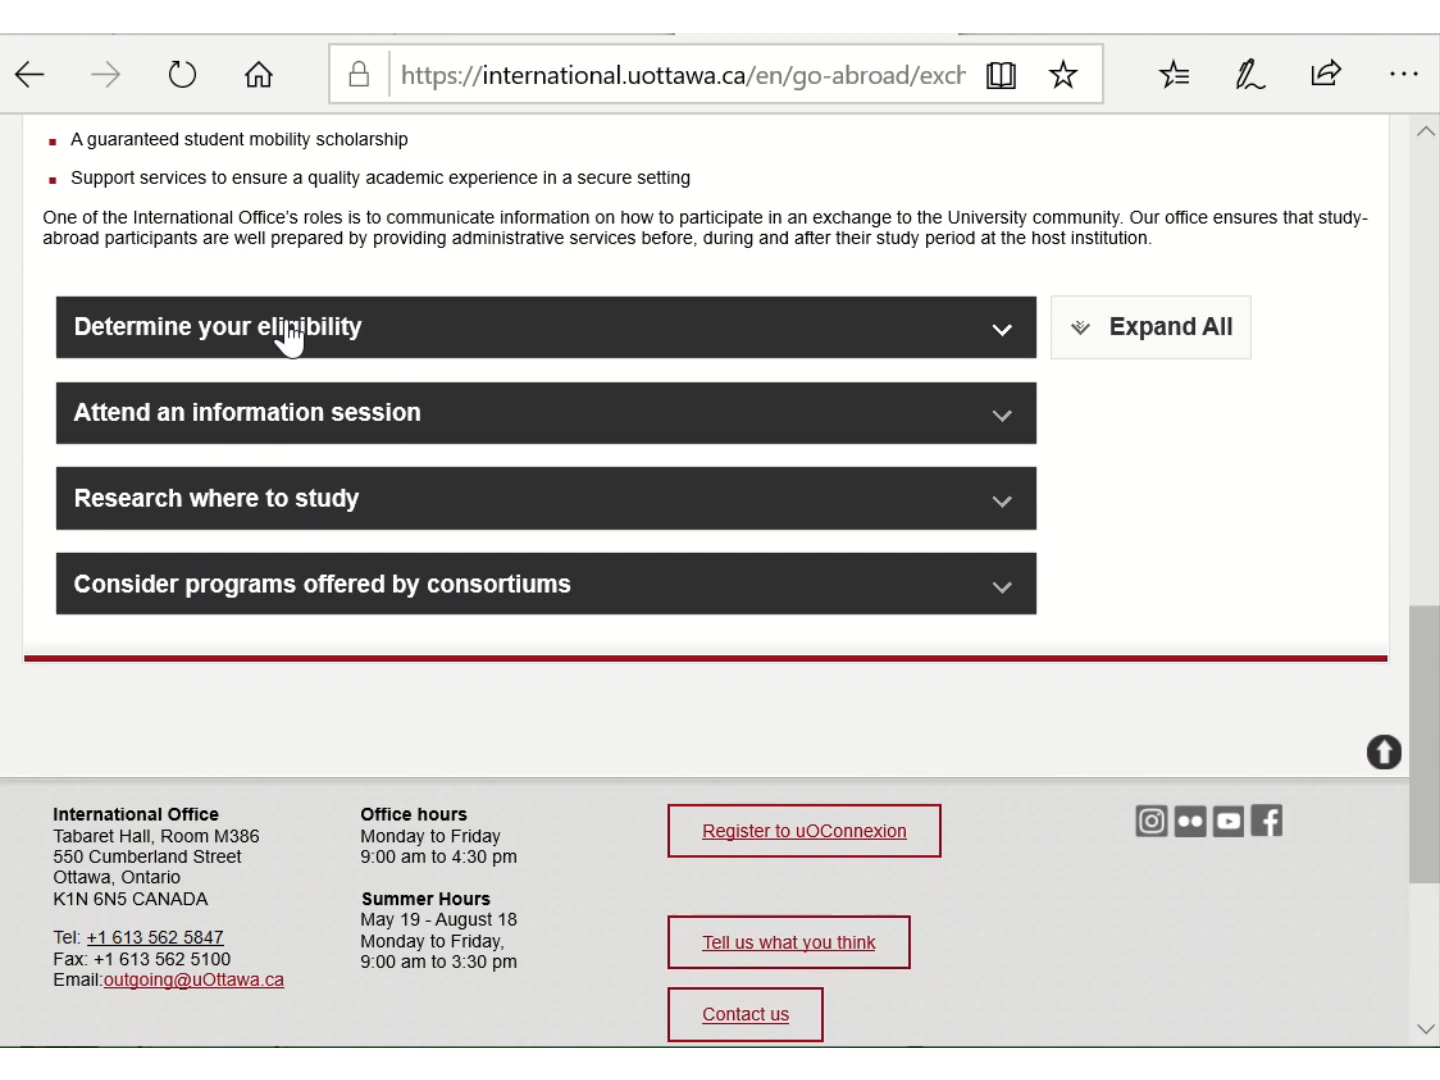 https://international.uottawa.ca/en/go-abroad/exch
A guaranteed student mobility scholarship
Support services to ensure a quality academic experience in a secure setting
One of the International Office's roles is to communicate information on how to participate in an exchange to the University community. Our office ensures that study-
abroad participants are well prepared by providing administrative services before, during and after their study period at the host institution.
Determine your eligibility
Expand All
Attend an information session
Research where to study
Consider programs offered by consortiums
International Office
Tabaret Hall, Room M386
550 Cumberland Street
Ottawa, Ontario
K1N 6N5 CANADA
Tel: +1 613 562 5847
Fax: +1 613 562 5100
Email:outgoing@uOttawa.ca
Office hours
Monday to Friday
9:00 am to 4:30 pm
Summer Hours
May 19 - August 18
Monday to Friday,
9:00 am to 3:30 pm
Register to uOConnexion
Tell us what you think
Contact us